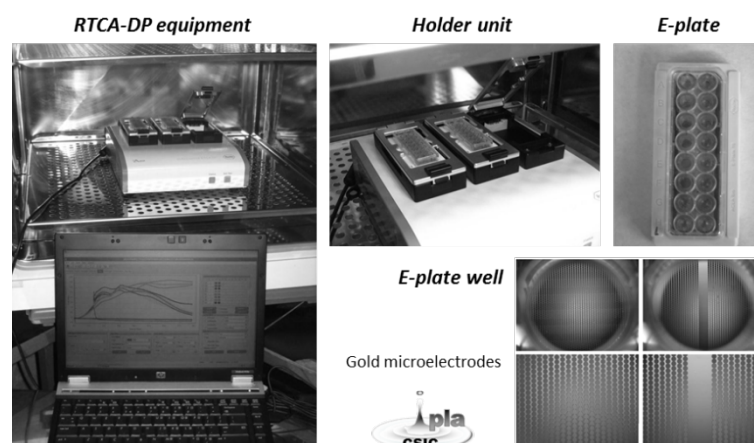 RTCA-DP equipment
Holder unit
E-plate
E-plate well
Gold microelectrodes
ipla
csic